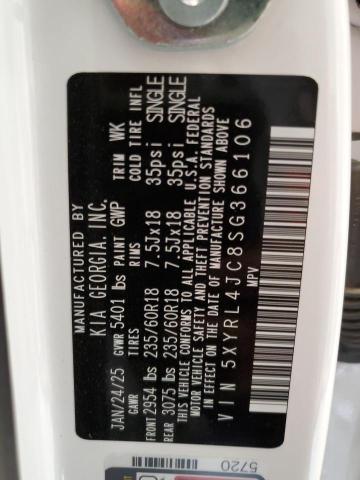 MANUFACTURED BY
KIA GEORGIA, INC.
JAN/24/25 PAINT GWP TRIM WK
GVWR 5401 lbs
GAWR TIRES RIMS COLD TIRE INFL
FRONT 2954 lbs 235/60R18 7.5Jx18 35psi SINGLE
REAR 3075 lbs 235/60R18 7.5Jx18 35psi SINGLE
THIS VEHICLE CONFORMS TO ALL APPLICABLE U.S.A. FEDERAL
MOTOR VEHICLE SAFETY AND THEFT PREVENTION STANDARDS
IN EFFECT ON THE DATE OF MANUFACTURE SHOWN ABOVE
VIN 5XYRL4JC8SG366106
MPV
5720